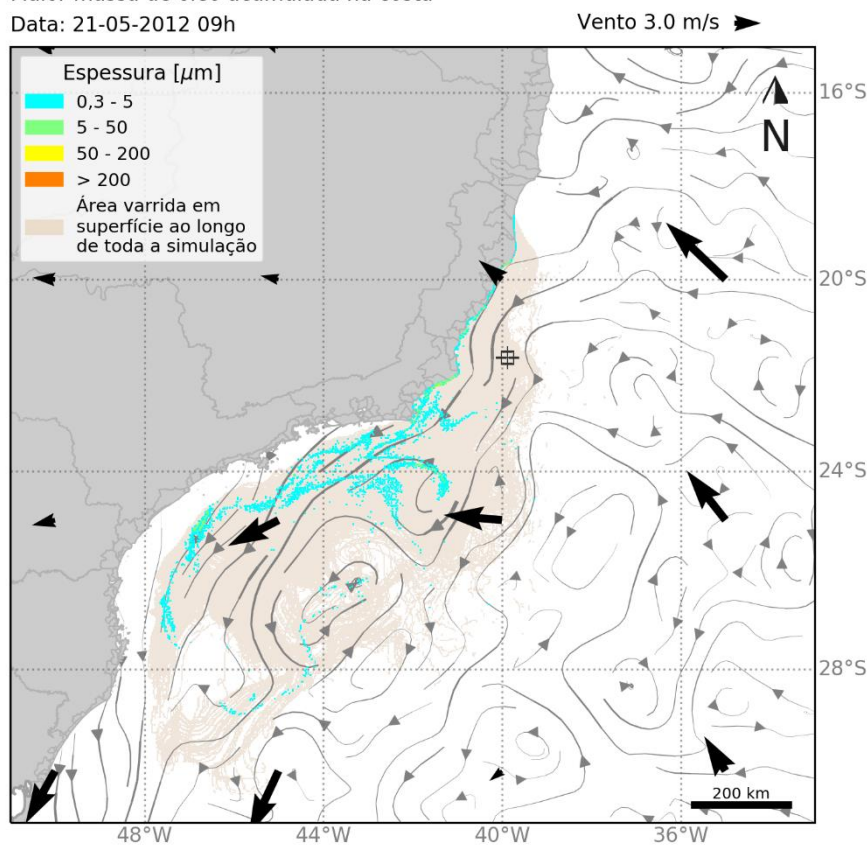 Data: 21-05-2012 09h
Vento 3.0 m/s
Espessura [μm]
0,3 - 5
5 - 50
50 - 200
> 200
Área varrida em
superfície ao longo
de toda a simulação
N
16°S
20°S
24°S
28°S
200 km
48°W
44°W
40°W
36°W